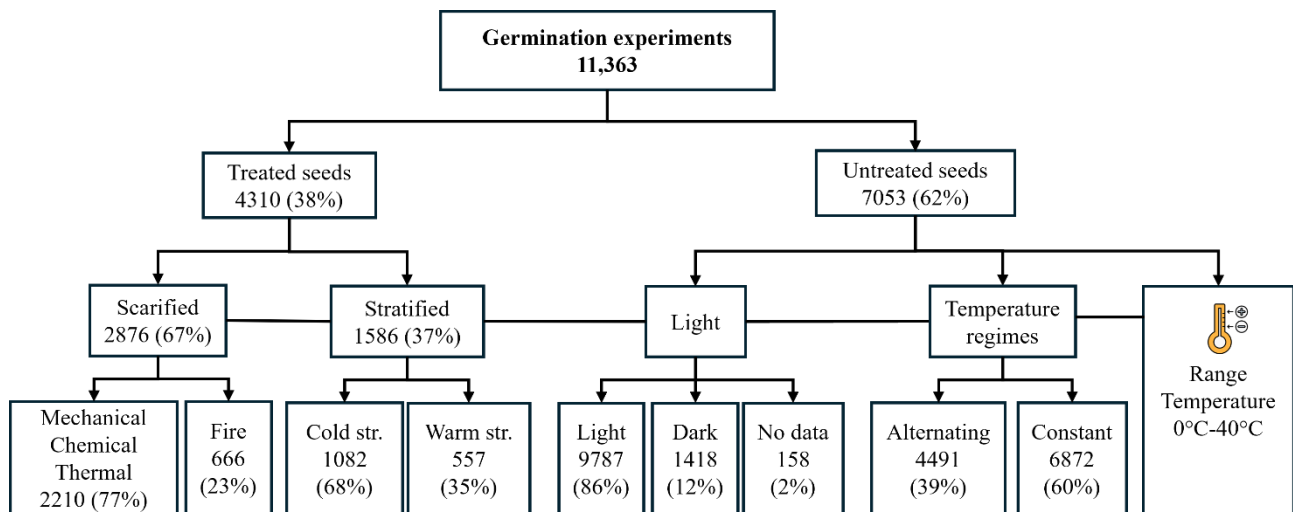 Germination experiments
11,363
Treated seeds
4310 (38%)
Untreated seeds
7053 (62%)
Scarified
2876 (67%)
Stratified
1586 (37%)
Light
Temperature
regimes
Range
Temperature
0°C-40°C
Mechanical
Chemical
Thermal
2210 (77%)
Fire
666
(23%)
Cold str.
1082
(68%)
Warm str.
557
(35%)
Light
9787
(86%)
Dark
1418
(12%)
No data
158
(2%)
Alternating
4491
(39%)
Constant
6872
(60%)